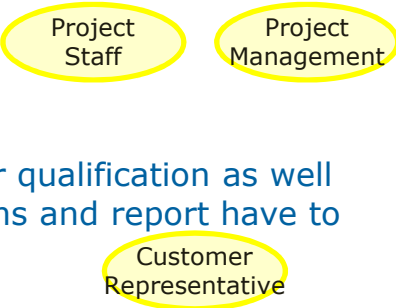 Project Project
Staff Management
r qualification as well
ns and report have to
Customer
Representative